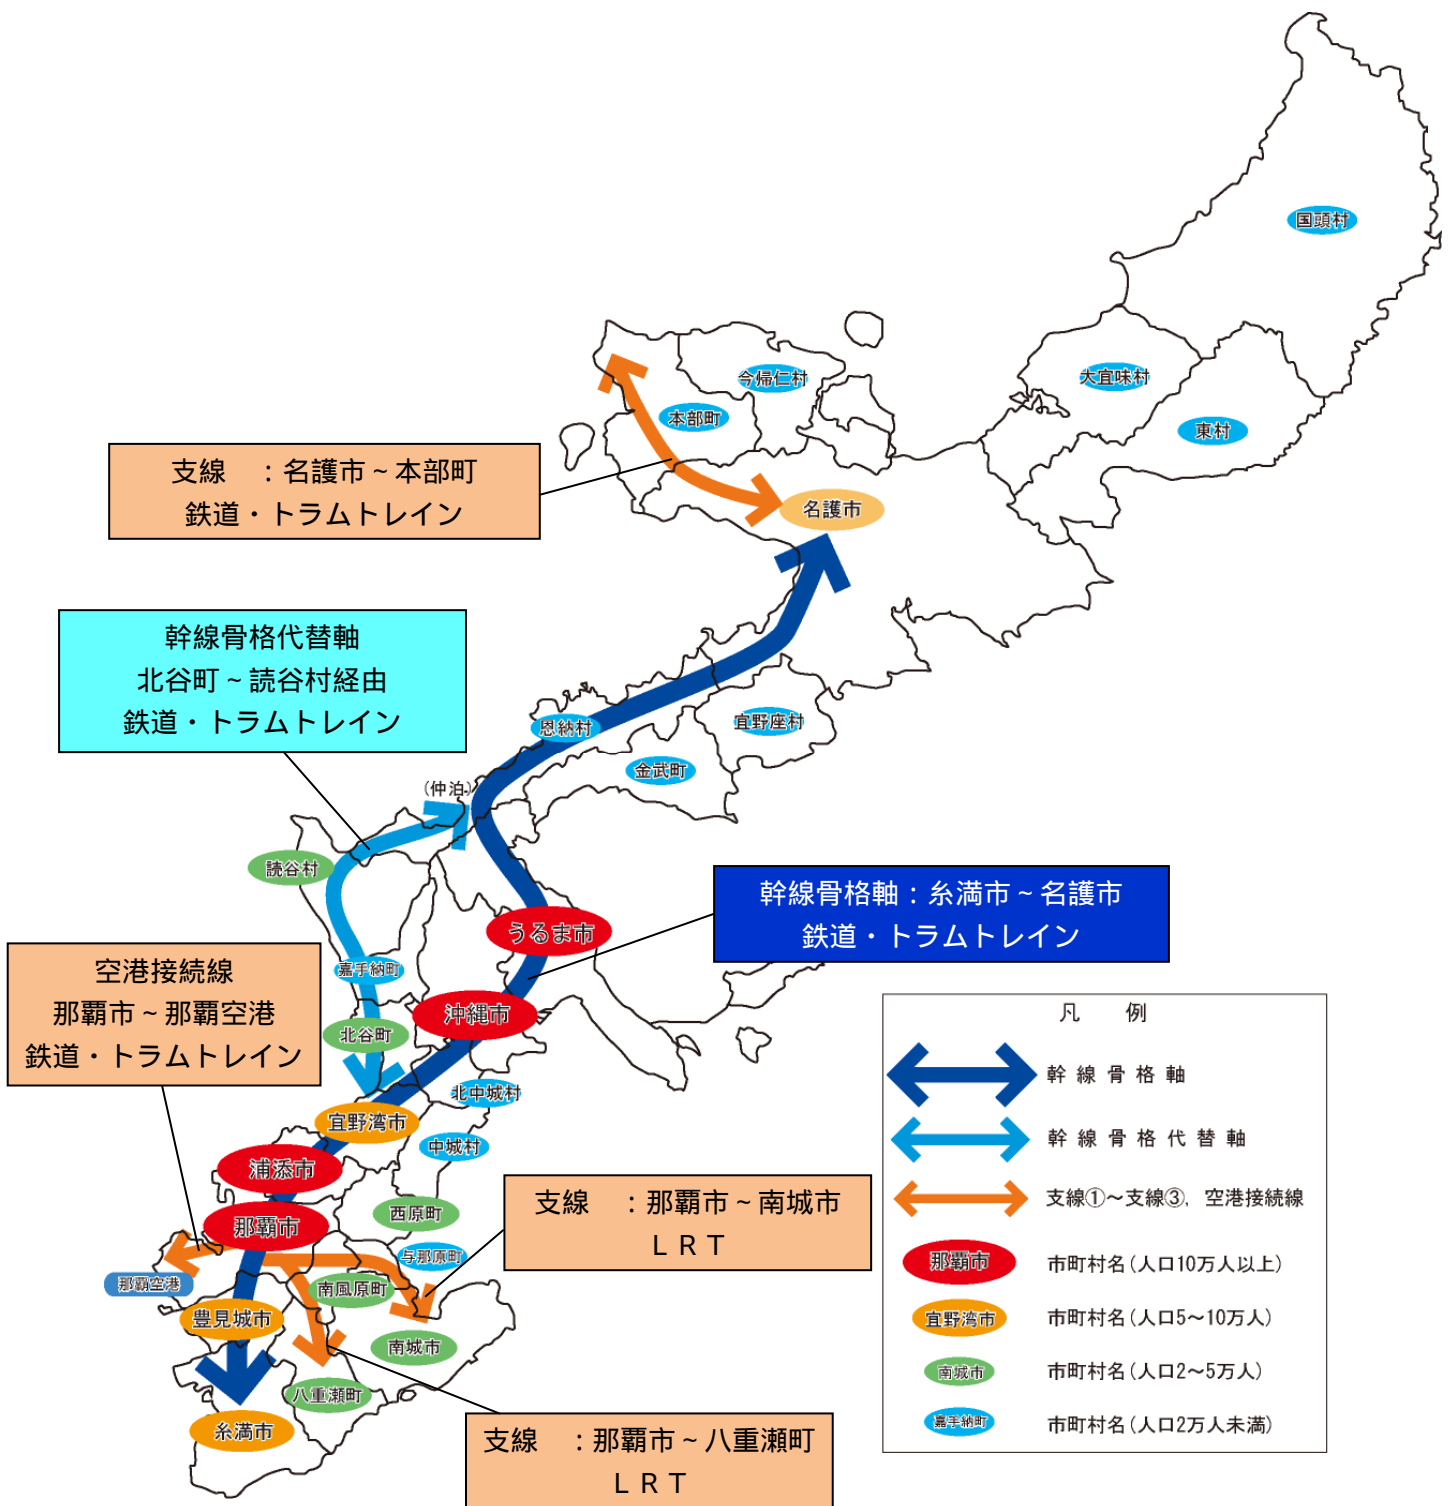 国頭村
今帰仁村
大宜味村
本部町
東村
支線　：名護市～本部町
鉄道・トラムトレイン
名護市
幹線骨格代替軸
北谷町～読谷村経由
鉄道・トラムトレイン
恩納村
宜野座村
金武町
(仲泊)
読谷村
幹線骨格軸：糸満市～名護市
鉄道・トラムトレイン
うるま市
空港接続線
那覇市～那覇空港
鉄道・トラムトレイン
嘉手納町
沖縄市
北谷町
北中城村
宜野湾市
中城村
浦添市
支線　：那覇市～南城市
ＬＲＴ
西原町
那覇市
与那原町
那覇空港
南風原町
豊見城市
南城市
八重瀬町
糸満市
支線　：那覇市～八重瀬町
ＬＲＴ
凡　例
幹線骨格軸
幹線骨格代替軸
支線①～支線③，空港接続線
那覇市 市町村名(人口10万人以上)
宜野湾市 市町村名(人口5～10万人)
南城市 市町村名(人口2～5万人)
嘉手納町 市町村名(人口2万人未満)